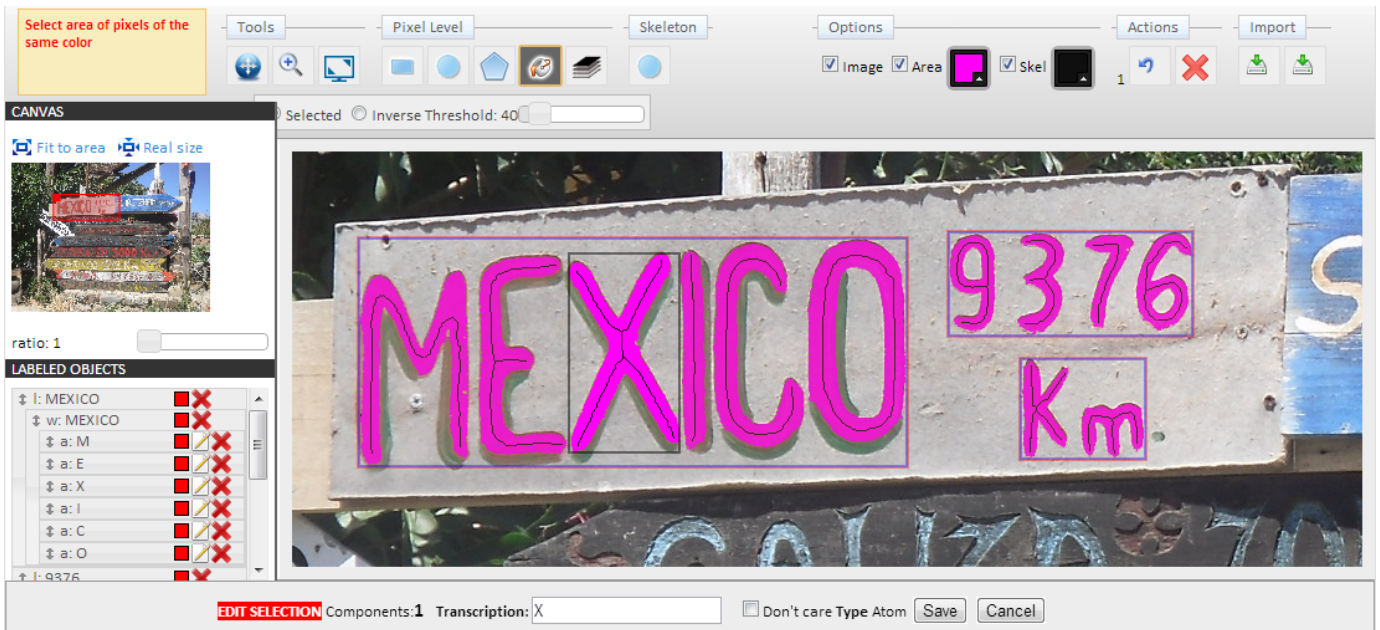 Select area of pixels of the same color
Tools
Pixel Level
Skeleton
Options
Actions
Import
Image
Area
Skel
1
Selected
Inverse Threshold: 40
CANVAS
Fit to area
Real size
ratio: 1
LABELED OBJECTS
l: MEXICO
w: MEXICO
a: M
a: E
a: X
a: I
a: C
a: O
l: 9376
MEXICO 9376
Km
EDIT SELECTION Components:1 Transcription: X Don't care Type Atom Save Cancel